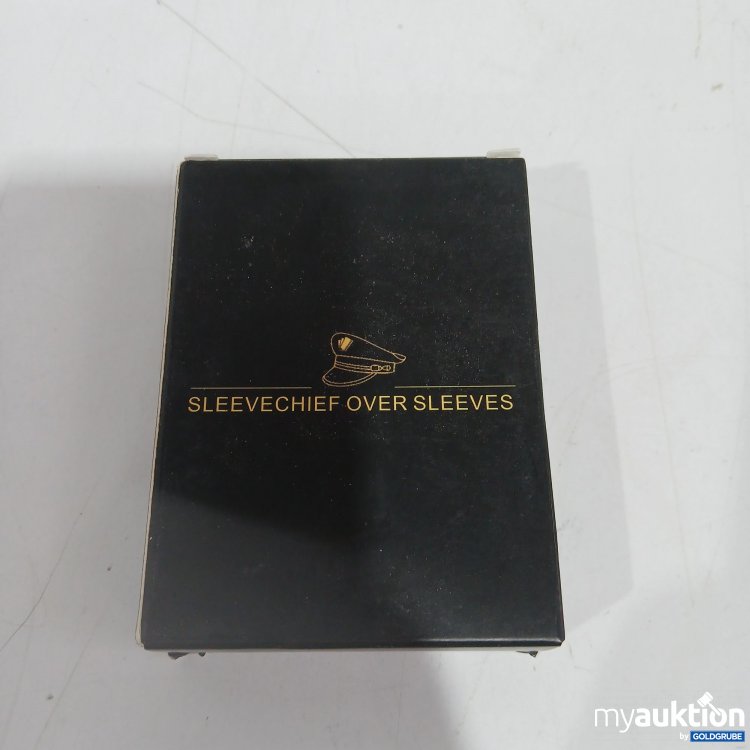 SLEEVECHIEF OVER SLEEVES
myauktion
by GOLDGRUBE